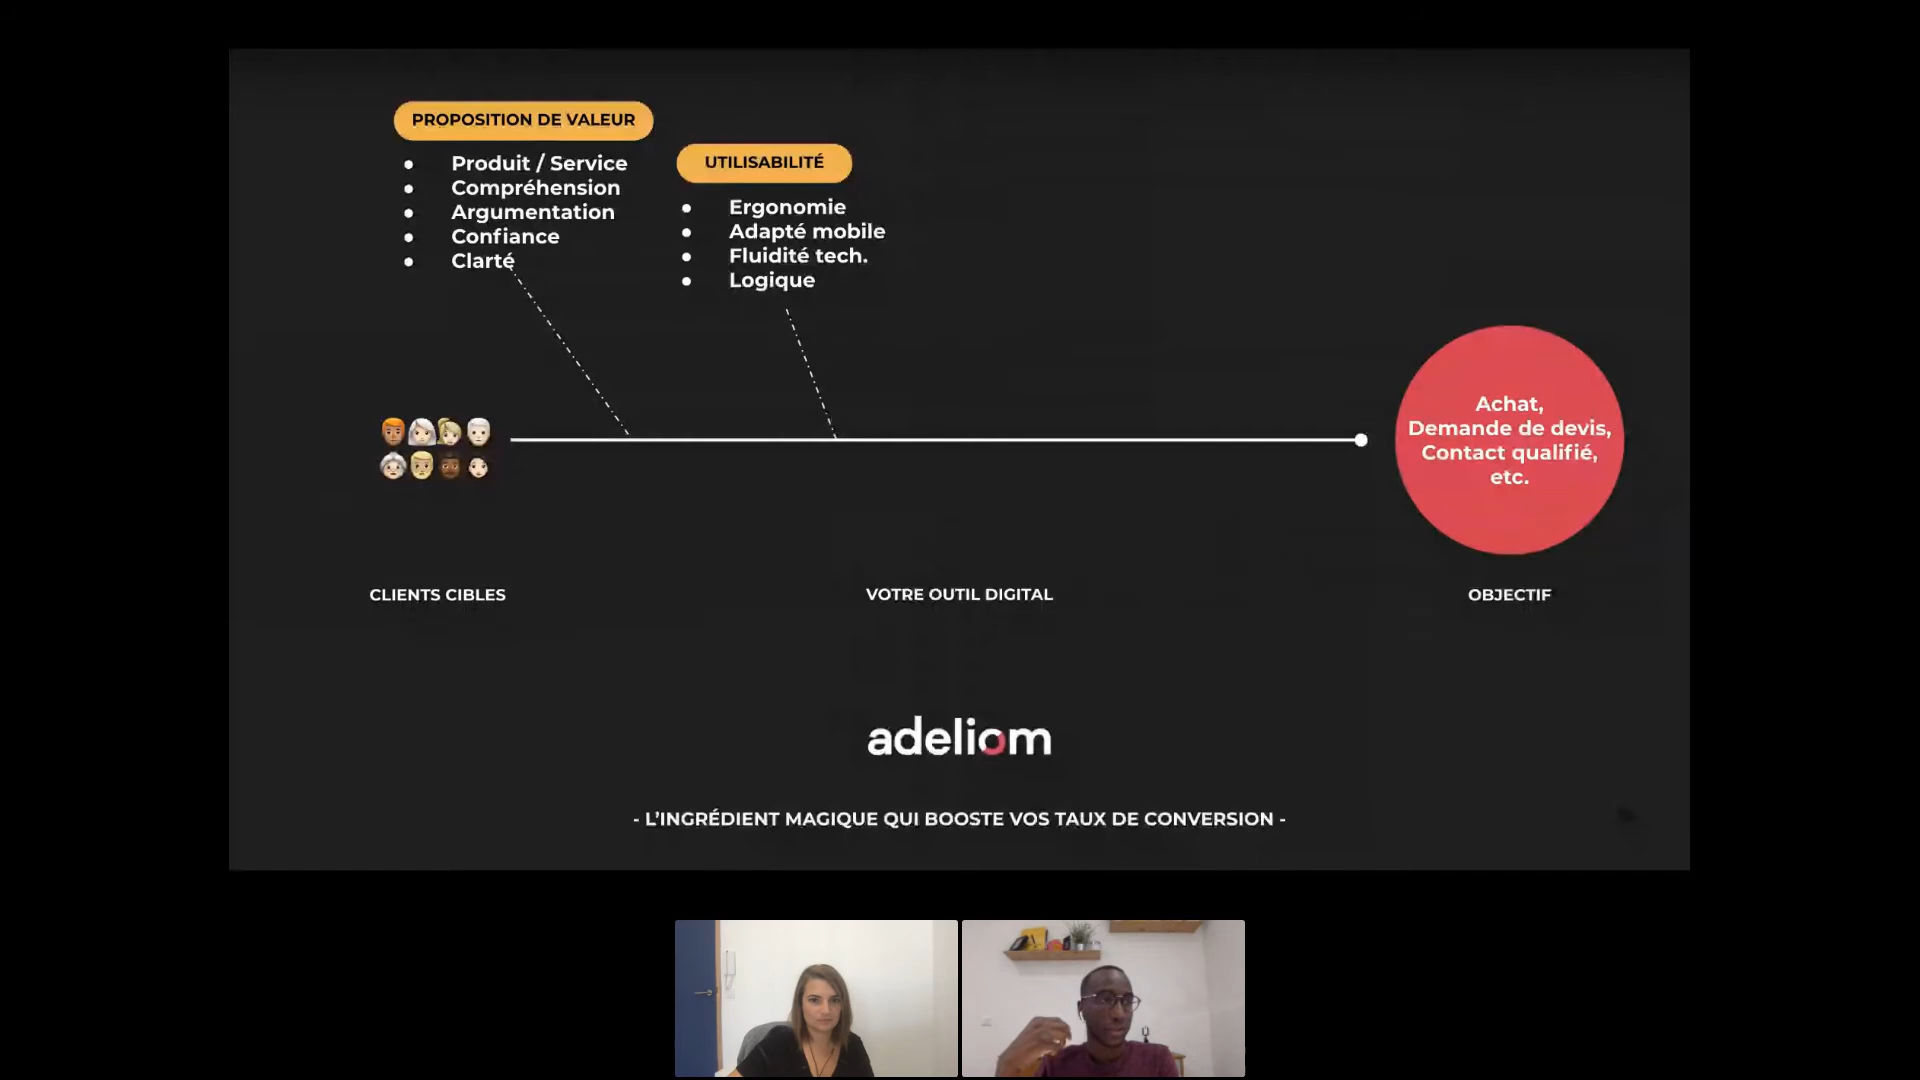 PROPOSITION DE VALEUR
● Produit / Service
● Compréhension
● Argumentation
● Confiance
● Clarté
UTILISABILITÉ
● Ergonomie
● Adapté mobile
● Fluidité tech.
● Logique
Achat,
Demande de devis,
Contact qualifié,
etc.
CLIENTS CIBLES
VOTRE OUTIL DIGITAL
OBJECTIF
adeliom
- L'INGRÉDIENT MAGIQUE QUI BOOSTE VOS TAUX DE CONVERSION -